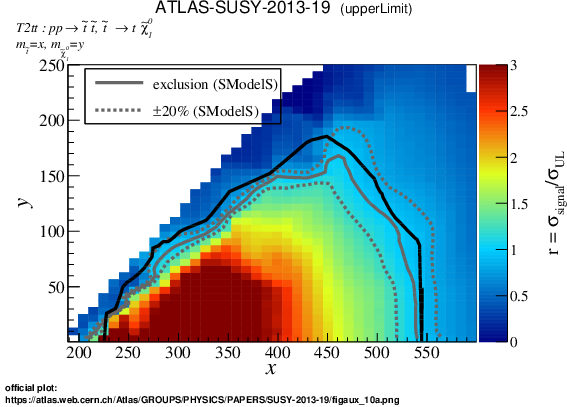 ATLAS-SUSY-2013-19 (upperLimit)
T2tt : pp → t̃ t̃, t̃ → t χ̃₁⁰
m_t̃=x, m_χ̃₁⁰=y
exclusion (SModelS)
±20% (SModelS)
250
200
150
100
50
y
200 250 300 350 400 450 500 550
x
3
2.5
2
1.5
1
0.5
0
r = σ_signal/σ_UL
official plot:
https://atlas.web.cern.ch/Atlas/GROUPS/PHYSICS/PAPERS/SUSY-2013-19/figaux_10a.png